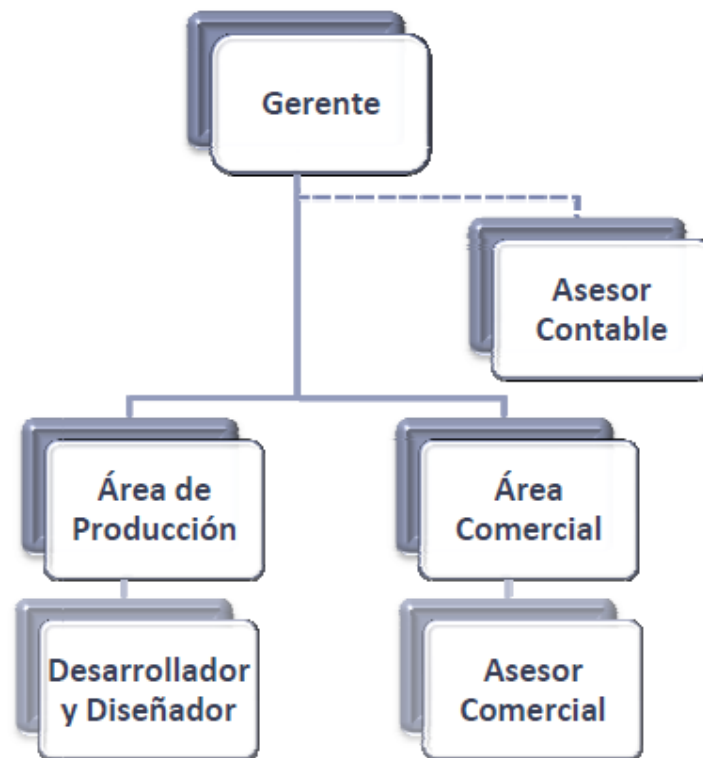 Gerente
Asesor
Contable
Área de
Producción
Área
Comercial
Desarrollador
y Diseñador
Asesor
Comercial